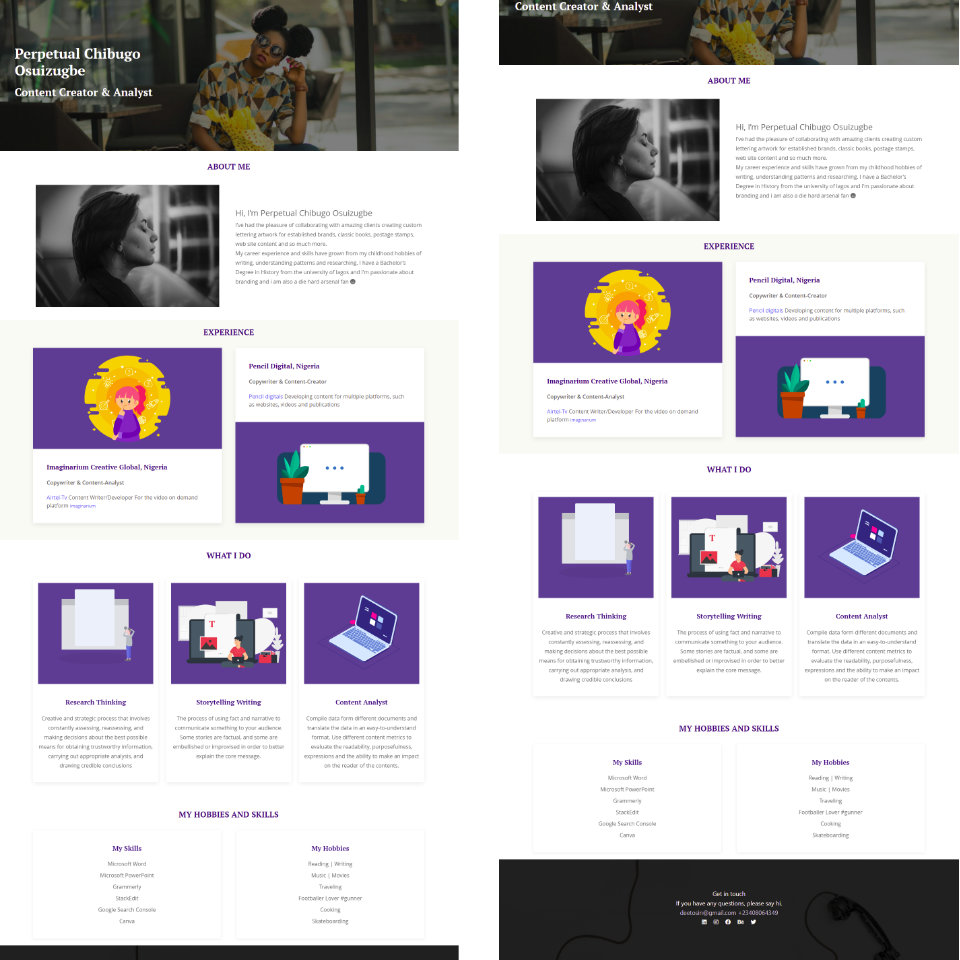 Perpetual Chibugo
Osuizugbe
Content Creator & Analyst
ABOUT ME
Hi, I'm Perpetual Chibugo Osuizugbe
I've had the pleasure of collaborating with amazing clients creating custom
lettering artwork for established brands, classic books, postage stamps,
web site content and so much more.
My career experience and skills have grown from my childhood hobbies of
writing, understanding patterns and researching. I have a Bachelor's
Degree in History from the university of lagos and I'm passionate about
branding and i am also a die hard arsenal fan
EXPERIENCE
Imaginarium Creative Global, Nigeria
Copywriter & Content-Analyst
Airtel Tv Content Writer/Developer For the video on demand
platform Imaginarium
Pencil Digital, Nigeria
Copywriter & Content-Creator
Pencil digitals Developing content for multiple platforms, such
as websites, videos and publications
WHAT I DO
T
Research Thinking
Creative and strategic process that involves
constantly assessing, reassessing, and
making decisions about the best possible
means for obtaining trustworthy information,
carrying out appropriate analysis, and
drawing credible conclusions
Storytelling Writing
The process of using fact and narrative to
communicate something to your audience.
Some stories are factual, and some are
embellished or improvised in order to better
explain the core message.
Content Analyst
Compile data form different documents and
translate the data in an easy-to-understand
format. Use different content metrics to
evaluate the readability, purposefulness,
expressions and the ability to make an impact
on the reader of the contents.
MY HOBBIES AND SKILLS
My Skills
Microsoft Word
Microsoft PowerPoint
Grammerly
StackEdit
Google Search Console
Canva
My Hobbies
Reading | Writing
Music | Movies
Traveling
Footballer Lover #gunner
Cooking
Skateboarding
Content Creator & Analyst
ABOUT ME
Hi, I'm Perpetual Chibugo Osuizugbe
I've had the pleasure of collaborating with amazing clients creating custom
lettering artwork for established brands, classic books, postage stamps,
web site content and so much more.
My career experience and skills have grown from my childhood hobbies of
writing, understanding patterns and researching. I have a Bachelor's
Degree in History from the university of lagos and I'm passionate about
branding and i am also a die hard arsenal fan
EXPERIENCE
Imaginarium Creative Global, Nigeria
Copywriter & Content-Analyst
Airtel Tv Content Writer/Developer For the video on demand
platform Imaginarium
Pencil Digital, Nigeria
Copywriter & Content-Creator
Pencil digitals Developing content for multiple platforms, such
as websites, videos and publications
WHAT I DO
T
Research Thinking
Creative and strategic process that involves
constantly assessing, reassessing, and
making decisions about the best possible
means for obtaining trustworthy information,
carrying out appropriate analysis, and
drawing credible conclusions
Storytelling Writing
The process of using fact and narrative to
communicate something to your audience.
Some stories are factual, and some are
embellished or improvised in order to better
explain the core message.
Content Analyst
Compile data form different documents and
translate the data in an easy-to-understand
format. Use different content metrics to
evaluate the readability, purposefulness,
expressions and the ability to make an impact
on the reader of the contents.
MY HOBBIES AND SKILLS
My Skills
Microsoft Word
Microsoft PowerPoint
Grammerly
StackEdit
Google Search Console
Canva
My Hobbies
Reading | Writing
Music | Movies
Traveling
Footballer Lover #gunner
Cooking
Skateboarding
Get in touch
If you have any questions, please say hi.
deetosin@gmail.com +23408064349